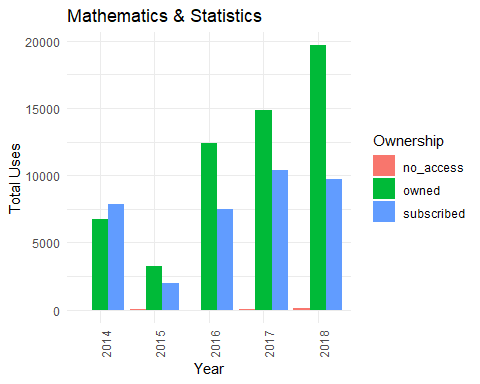 Mathematics & Statistics
20000
15000
10000
5000
0
Total Uses
2014
2015
2016
2017
2018
Year
Ownership
no_access
owned
subscribed